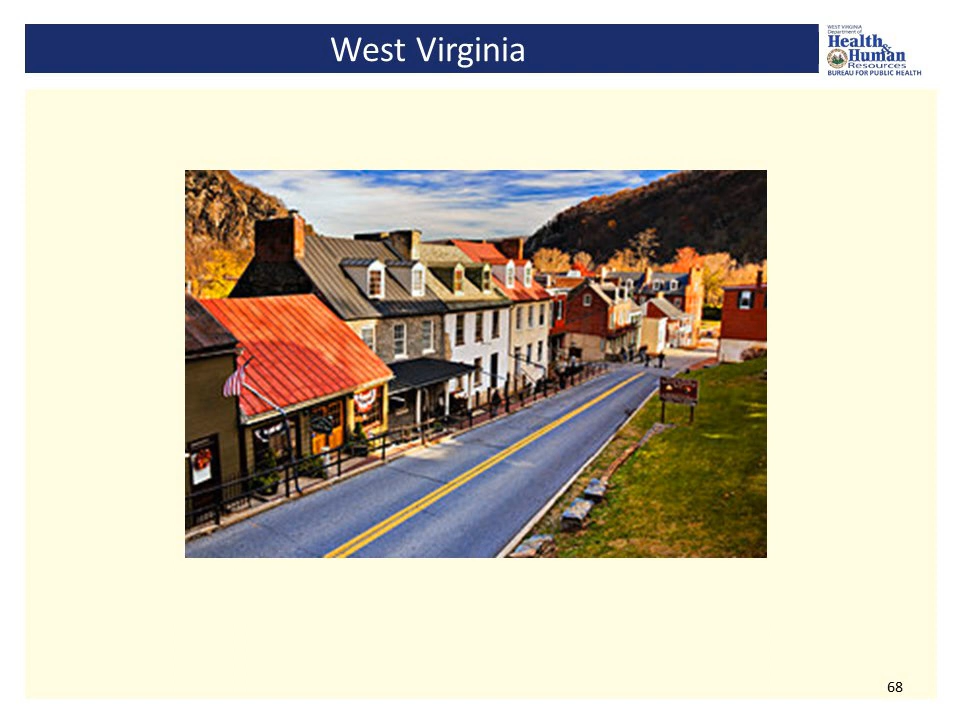 West Virginia
WEST VIRGINIA
Department of
Health
&
Human
Resources
BUREAU FOR PUBLIC HEALTH
68